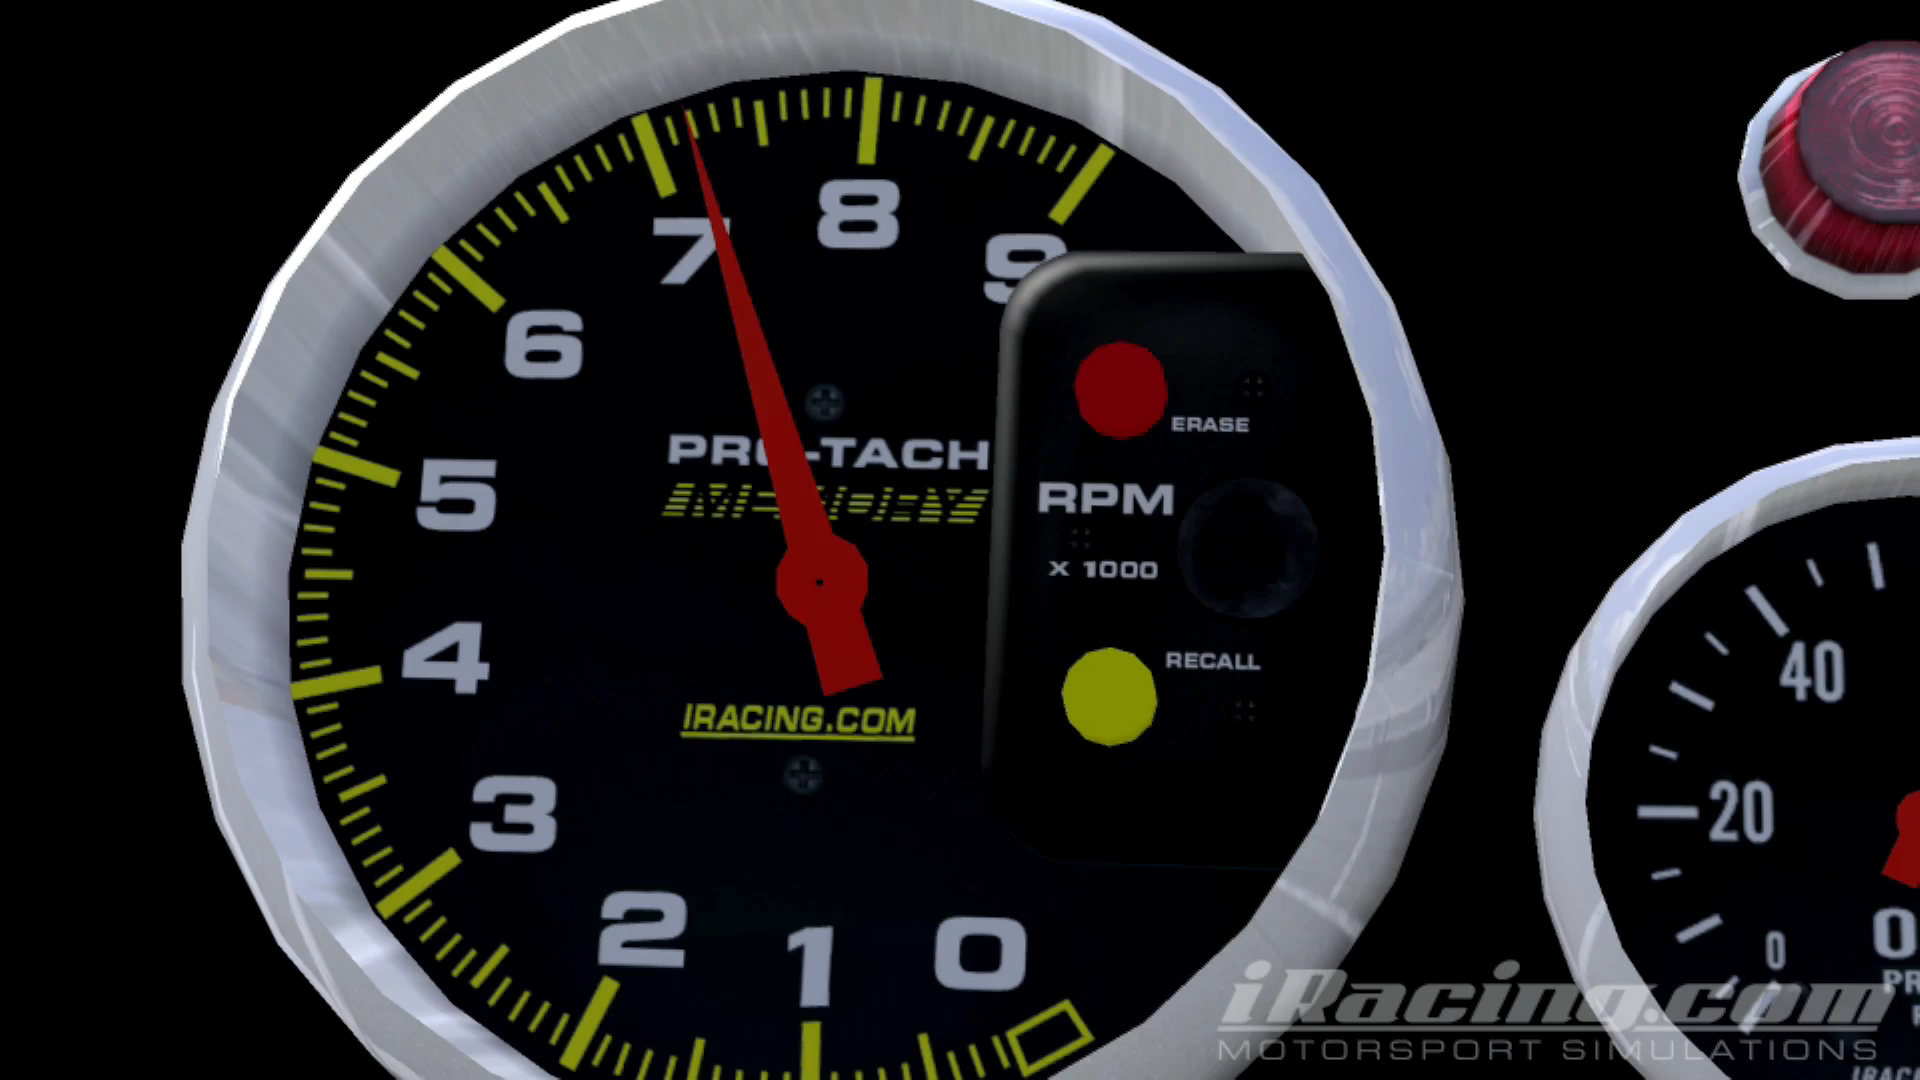 8
7
9
6
ERASE
PRO-TACH
5
RPM
X 1000
4
RECALL
40
IRACING.COM
3
20
2
1
0
0
0
iRacing.com
MOTORSPORT SIMULATIONS